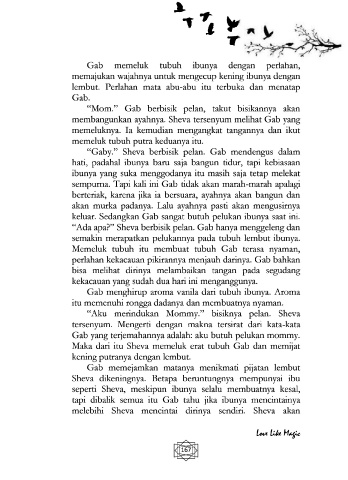 Gab memeluk tubuh ibunya dengan perlahan,
memajukan wajahnya untuk mengecup kening ibunya dengan
lembut. Perlahan mata abu-abu itu terbuka dan menatap
Gab.
“Mom.” Gab berbisik pelan, takut bisikannya akan
membangunkan ayahnya. Sheva tersenyum melihat Gab yang
memeluknya. Ia kemudian mengangkat tangannya dan ikut
memeluk tubuh putra keduanya itu.
“Gaby.” Sheva berbisik pelan. Gab mendengus dalam
hati, padahal ibunya baru saja bangun tidur, tapi kebiasaan
ibunya yang suka menggodanya itu masih saja tetap melekat
sempurna. Tapi kali ini Gab tidak akan marah-marah apalagi
berteriak, karena jika ia bersuara, ayahnya akan bangun dan
akan murka padanya. Lalu ayahnya pasti akan mengusirnya
keluar. Sedangkan Gab sangat butuh pelukan ibunya saat ini.
“Ada apa?” Sheva berbisik pelan. Gab hanya menggeleng dan
semakin merapatkan pelukannya pada tubuh lembut ibunya.
Memeluk tubuh itu membuat tubuh Gab terasa nyaman,
perlahan kekacauan pikirannya menjauh darinya. Gab bahkan
bisa melihat dirinya melambaikan tangan pada segudang
kekacauan yang sudah dua hari ini mengganggunya.
Gab menghirup aroma vanila dari tubuh ibunya. Aroma
itu memenuhi rongga dadanya dan membuatnya nyaman.
“Aku merindukan Mommy.” bisiknya pelan. Sheva
tersenyum. Mengerti dengan makna tersirat dari kata-kata
Gab yang terjemahannya adalah: aku butuh pelukan mommy.
Maka dari itu Sheva memeluk erat tubuh Gab dan memijat
kening putranya dengan lembut.
Gab memejamkan matanya menikmati pijatan lembut
Sheva dikeningnya. Betapa beruntungnya mempunyai ibu
seperti Sheva, meskipun ibunya selalu membuatnya kesal,
tapi dibalik semua itu Gab tahu jika ibunya mencintainya
melebihi Sheva mencintai dirinya sendiri. Sheva akan
Love Like Magic
167